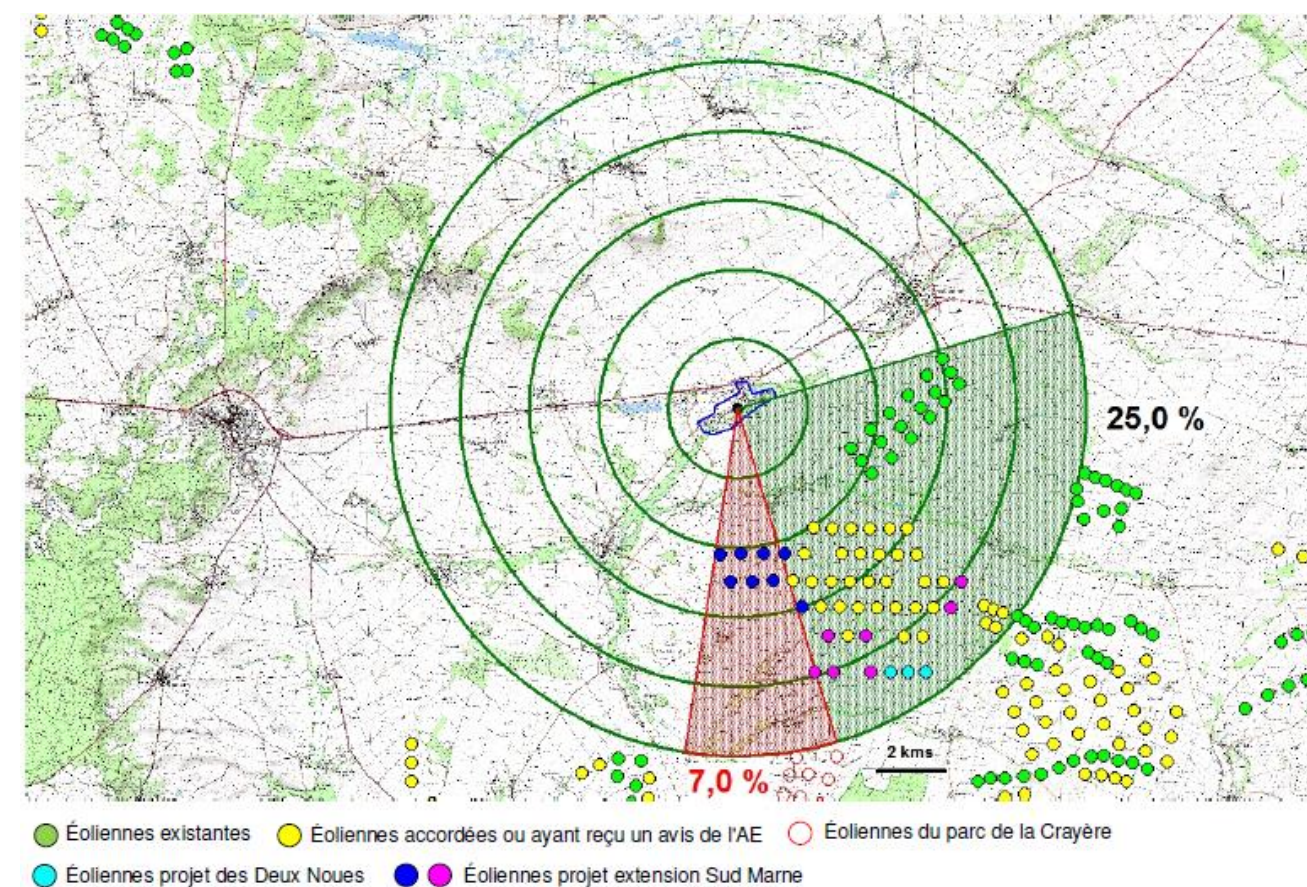 25,0 %
2 kms
7,0 %
Éoliennes existantes Éoliennes accordées ou ayant reçu un avis de l'AE Éoliennes du parc de la Crayère
Éoliennes projet des Deux Noues Éoliennes projet extension Sud Marne